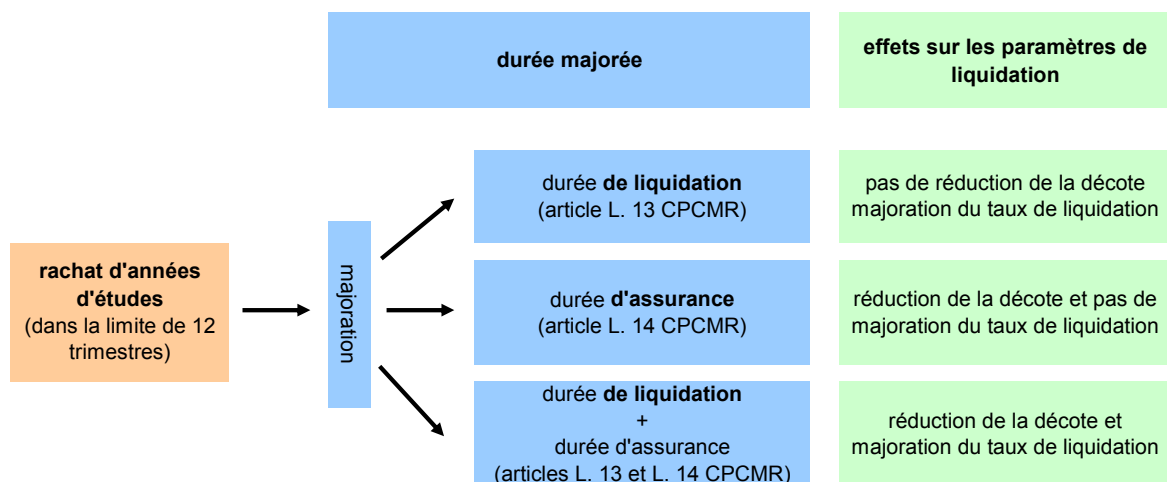 durée majorée
effets sur les paramètres de
liquidation
rachat d'années
d'études
(dans la limite de 12
trimestres)
majoration
durée de liquidation
(article L. 13 CPCMR)
pas de réduction de la décote
majoration du taux de liquidation
durée d'assurance
(article L. 14 CPCMR)
réduction de la décote et pas de
majoration du taux de liquidation
durée de liquidation
+
durée d'assurance
(articles L. 13 et L. 14 CPCMR)
réduction de la décote et
majoration du taux de liquidation